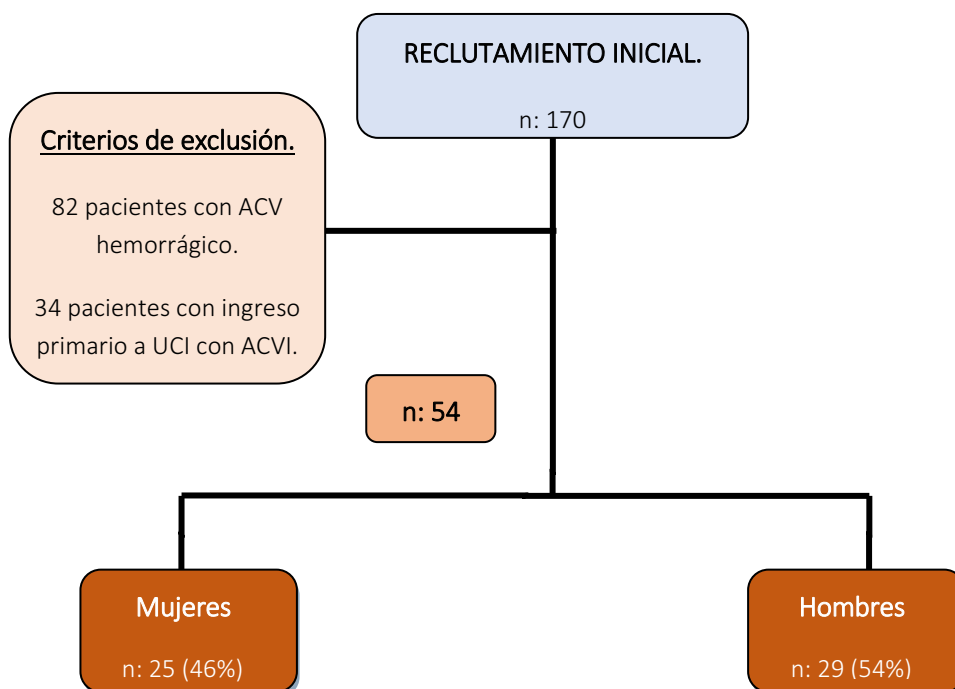 RECLUTAMIENTO INICIAL.
n: 170
Criterios de exclusión.
82 pacientes con ACV
hemorrágico.
34 pacientes con ingreso
primario a UCI con ACVI.
n: 54
Mujeres
n: 25 (46%)
Hombres
n: 29 (54%)